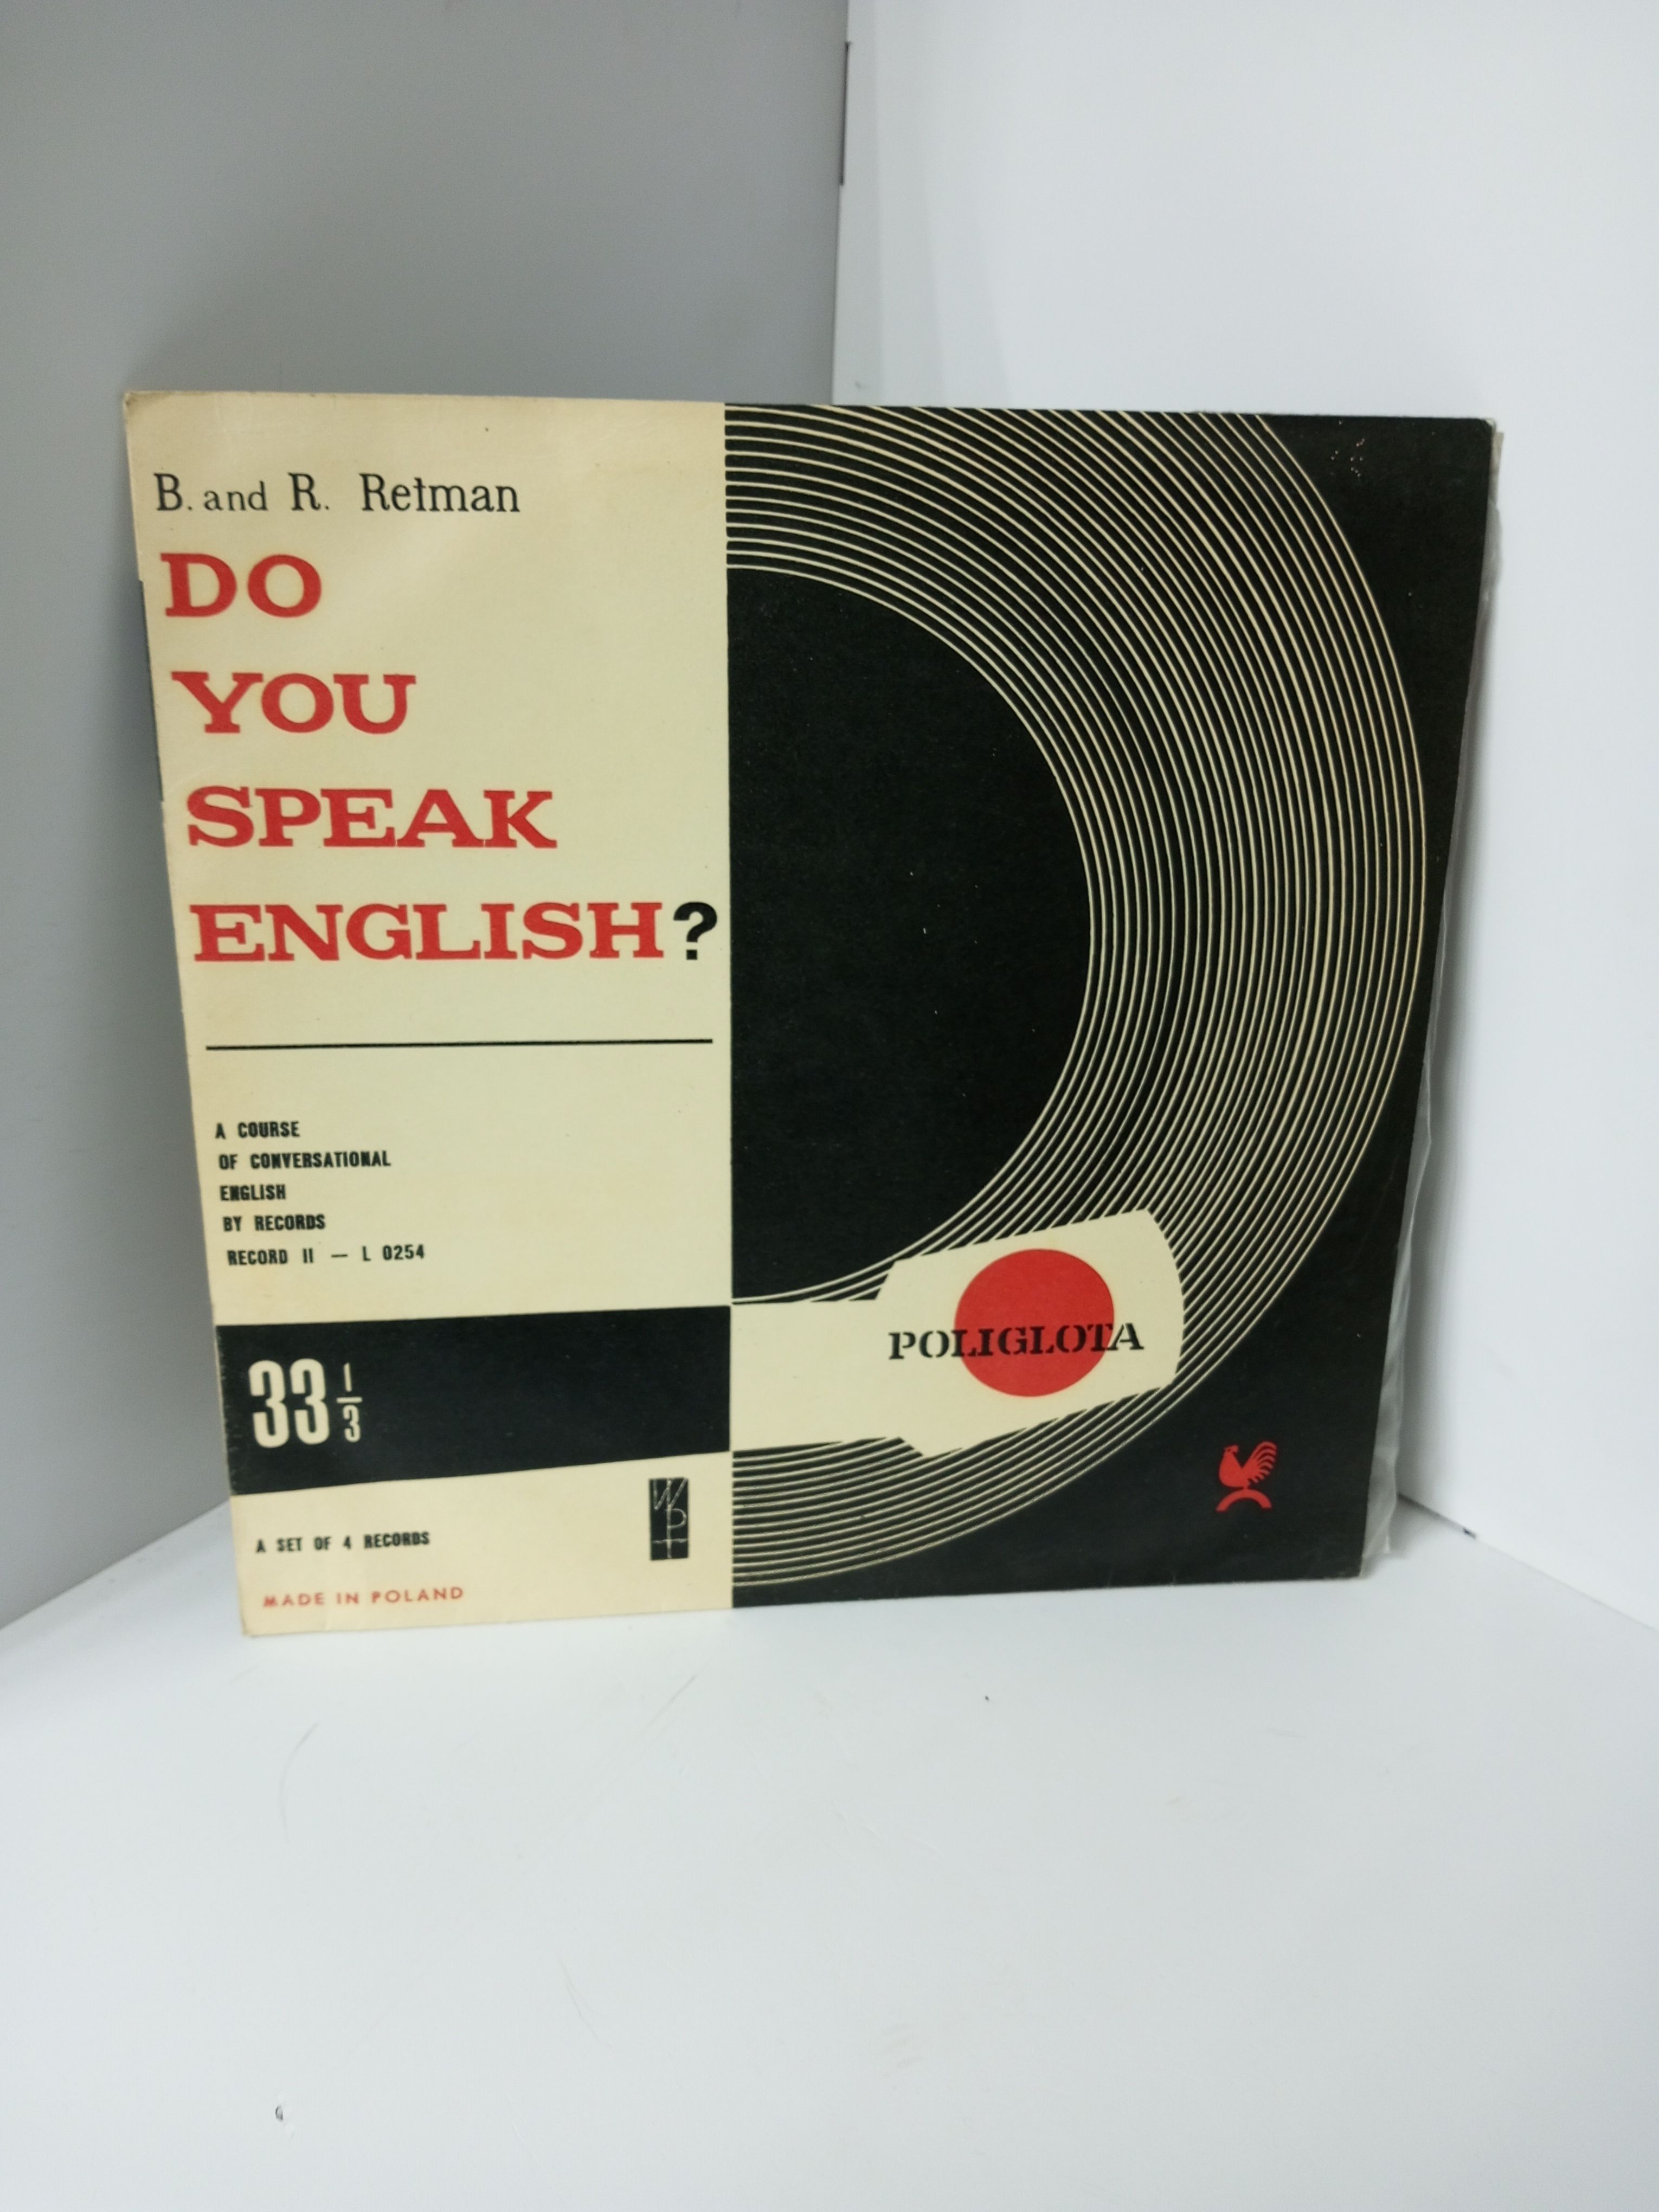 B. and R. Retman
DO
YOU
SPEAK
ENGLISH?
A COURSE
OF CONVERSATIONAL
ENGLISH
BY RECORDS
RECORD II — L 0254
POLIGLOTA
33 1/3
WPT
A SET OF 4 RECORDS
MADE IN POLAND